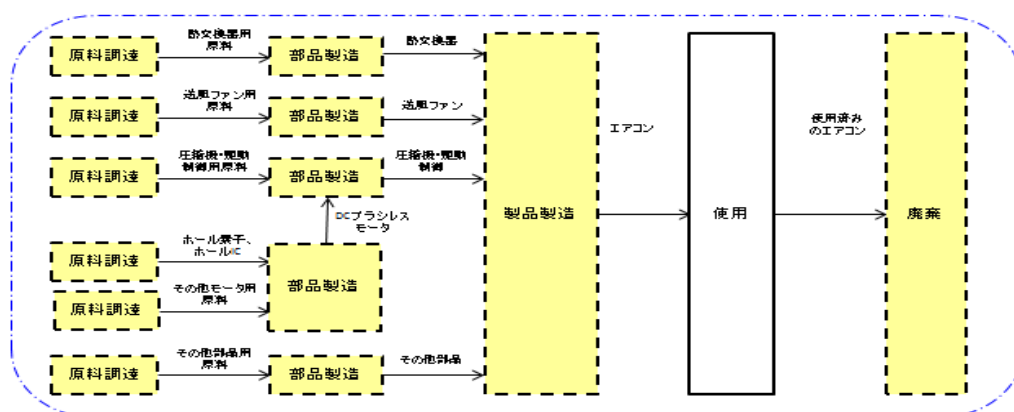 熱交換器用
原料
原料調達
部品製造
熱交換器
送風ファン用
原料
原料調達
部品製造
送風ファン
圧縮機・駆動
制御用原料
原料調達
部品製造
圧縮機・駆動
制御
DCブラシレス
モータ
ホール素子、
ホールIC
原料調達
その他モータ用
原料
原料調達
部品製造
その他部品用
原料
原料調達
部品製造
その他部品
製品製造
エアコン
使用
使用済み
のエアコン
廃棄